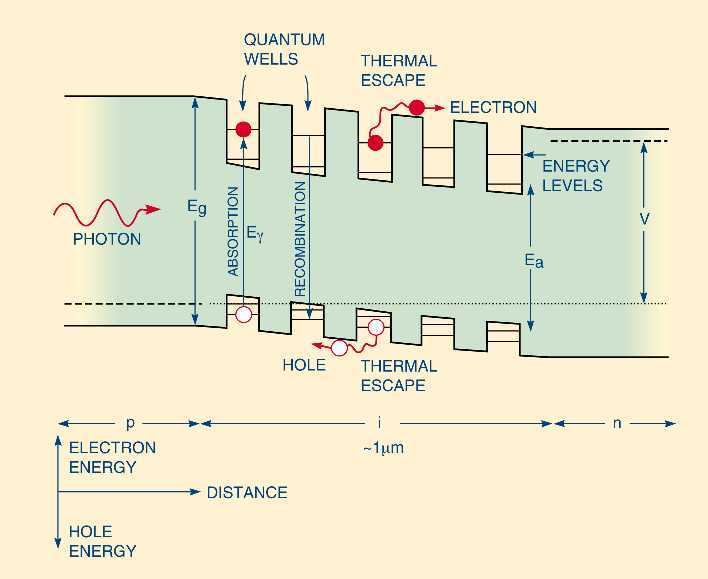 QUANTUM
WELLS
THERMAL
ESCAPE
ELECTRON
ENERGY
LEVELS
Eg
PHOTON
ABSORPTION
Eγ
RECOMBINATION
Ea
V
HOLE
THERMAL
ESCAPE
p
i
n
~1μm
ELECTRON
ENERGY
DISTANCE
HOLE
ENERGY